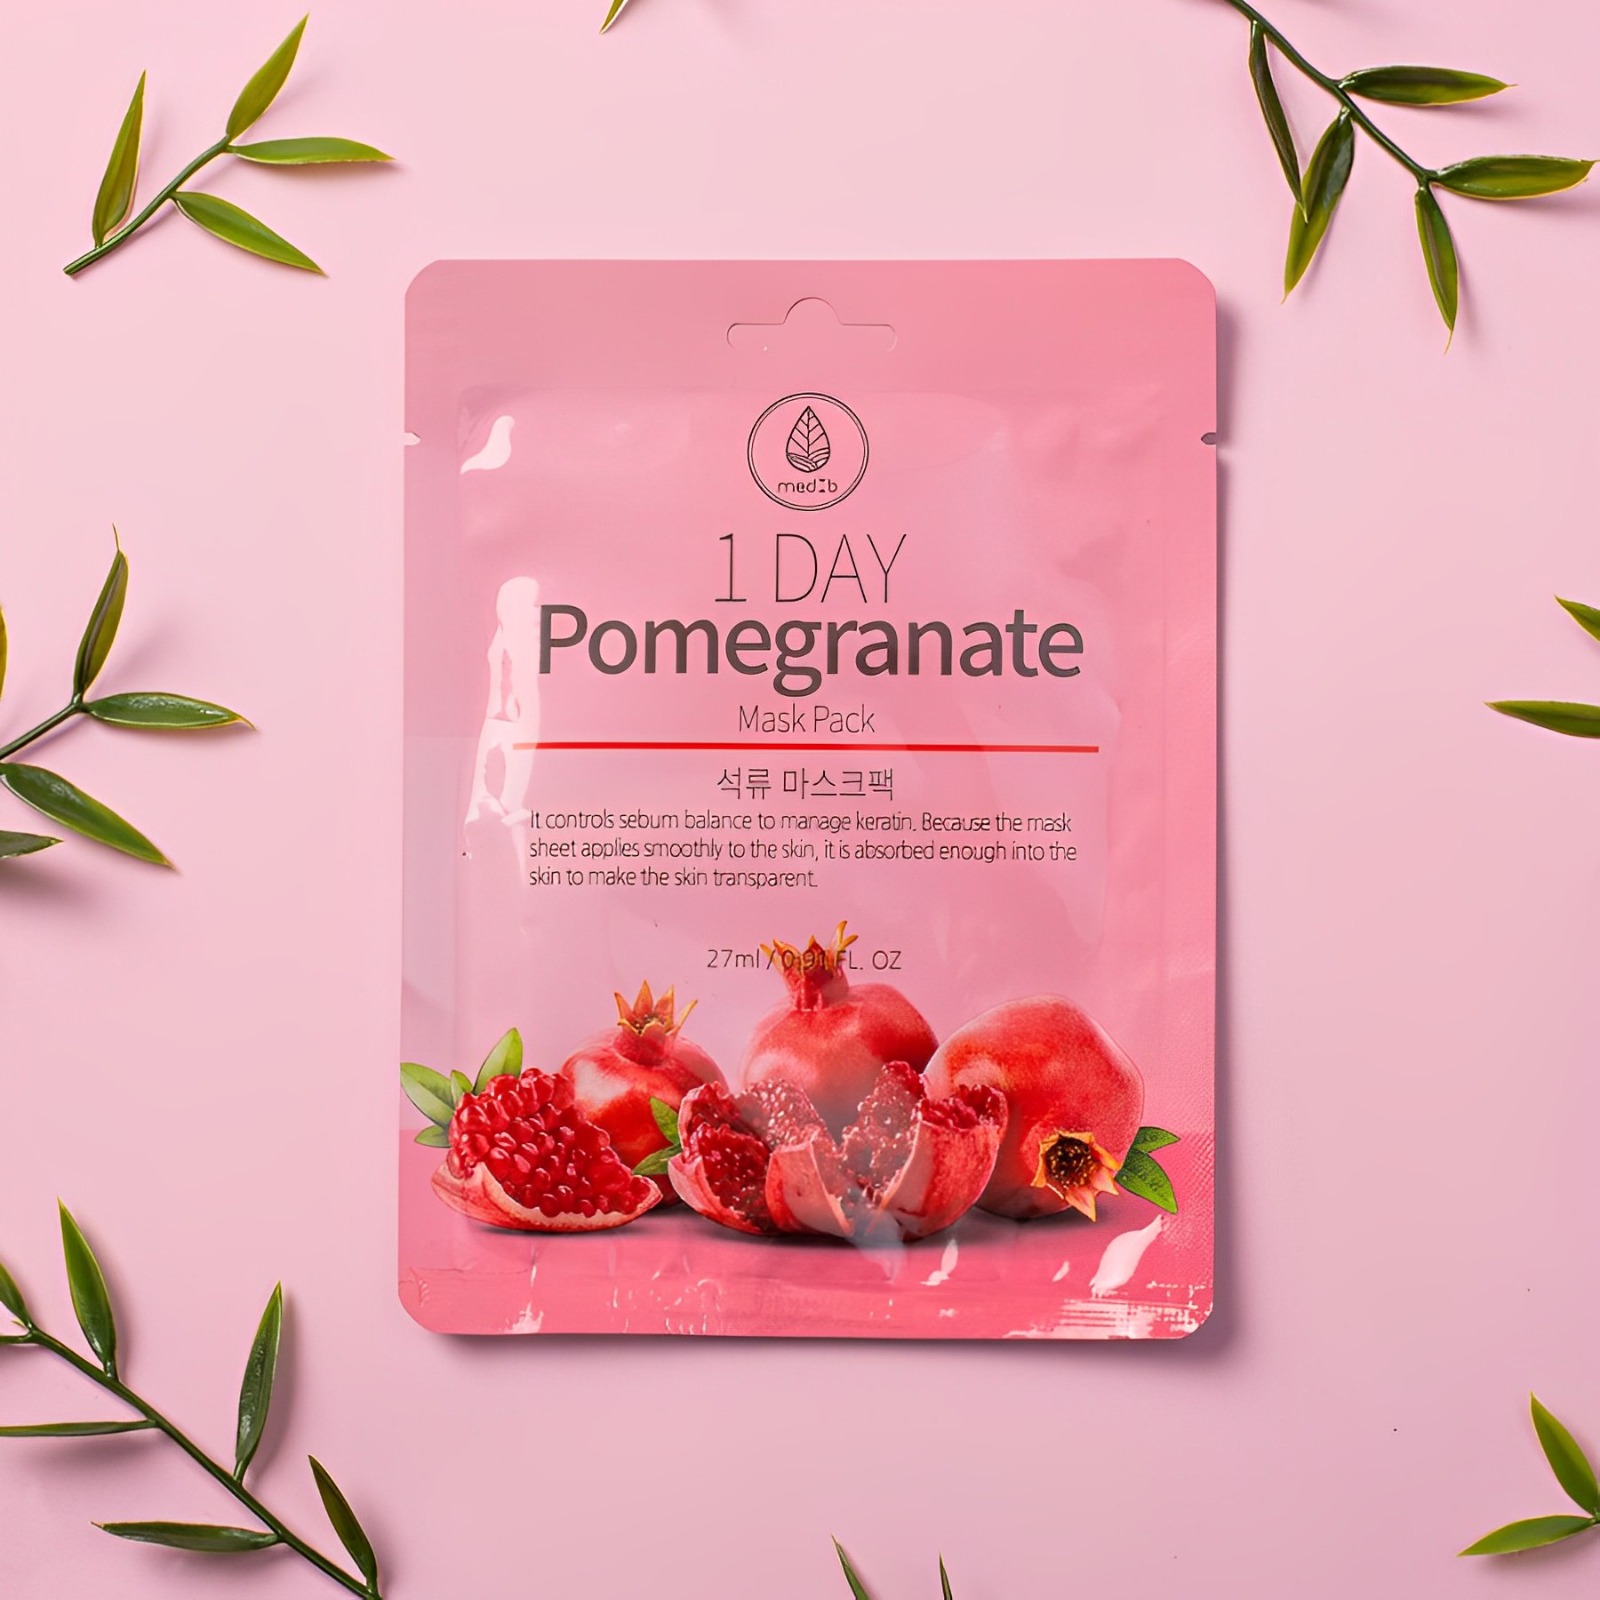 medib
1 DAY
Pomegranate
Mask Pack
석류 마스크팩
It controls sebum balance to manage keratin. Because the mask
sheet applies smoothly to the skin, it is absorbed enough into the
skin to make the skin transparent.
27ml / 0.91 FL. OZ